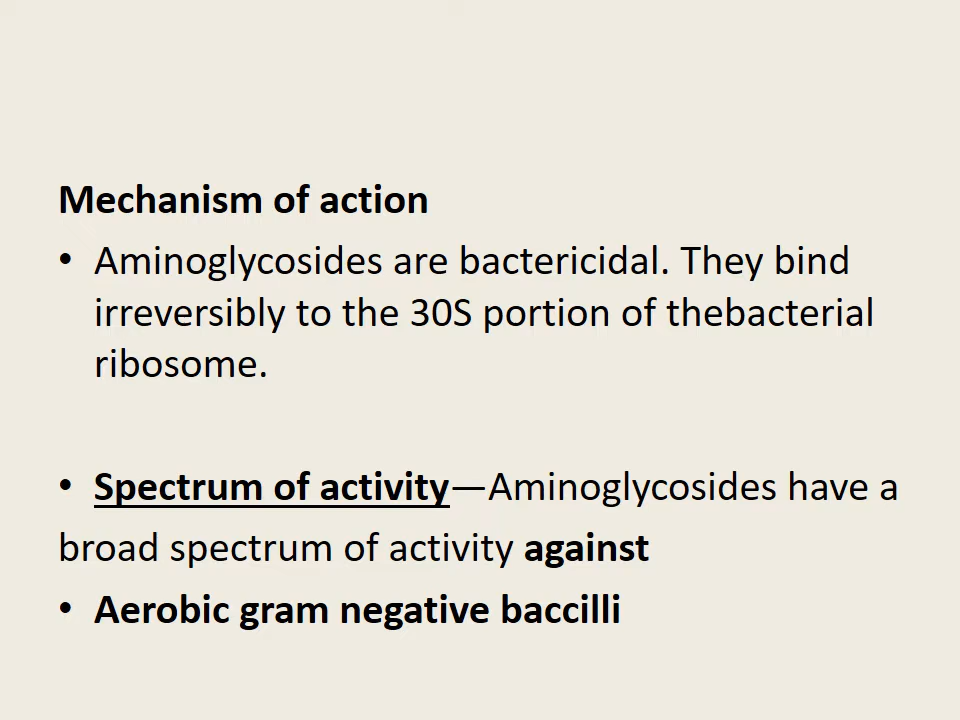 Mechanism of action
• Aminoglycosides are bactericidal. They bind
irreversibly to the 30S portion of thebacterial
ribosome.
• Spectrum of activity—Aminoglycosides have a
broad spectrum of activity against
• Aerobic gram negative baccilli